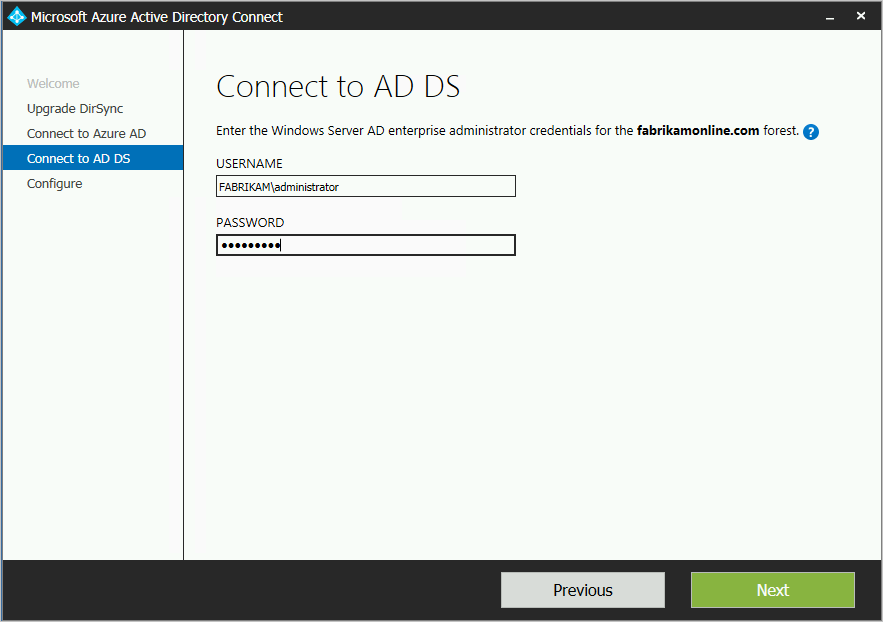 Microsoft Azure Active Directory Connect
Welcome
Upgrade DirSync
Connect to Azure AD
Connect to AD DS
Configure
Connect to AD DS
Enter the Windows Server AD enterprise administrator credentials for the fabrikamonline.com forest. ?
USERNAME
FABRIKAM\administrator
PASSWORD
●●●●●●●●●
Previous
Next